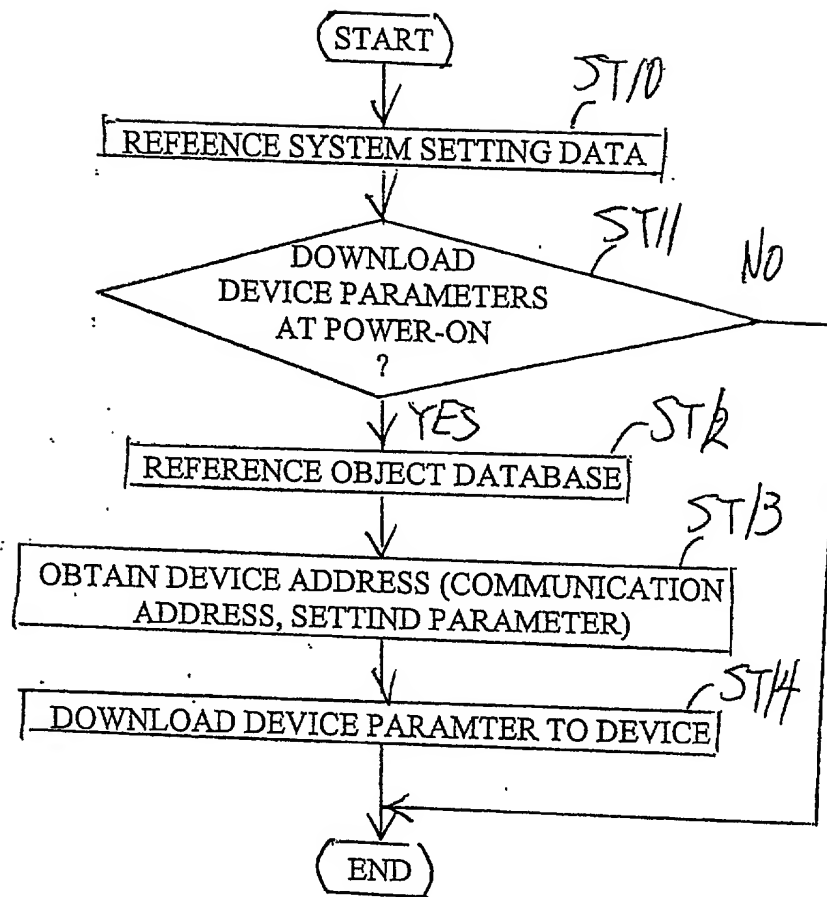 START
ST10
REFEENCE SYSTEM SETTING DATA
ST11
NO
DOWNLOAD
DEVICE PARAMETERS
AT POWER-ON
?
YES
ST12
REFERENCE OBJECT DATABASE
ST13
OBTAIN DEVICE ADDRESS (COMMUNICATION
ADDRESS, SETTIND PARAMETER)
ST14
DOWNLOAD DEVICE PARAMTER TO DEVICE
END